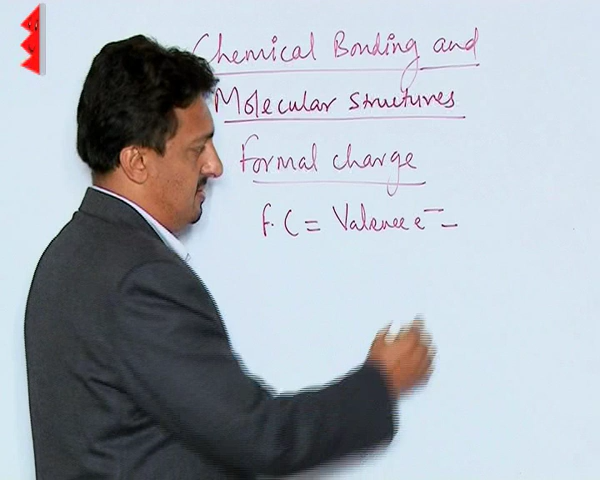 Chemical Bonding and
Molecular structures
Formal charge
F.C = Valence e⁻ –